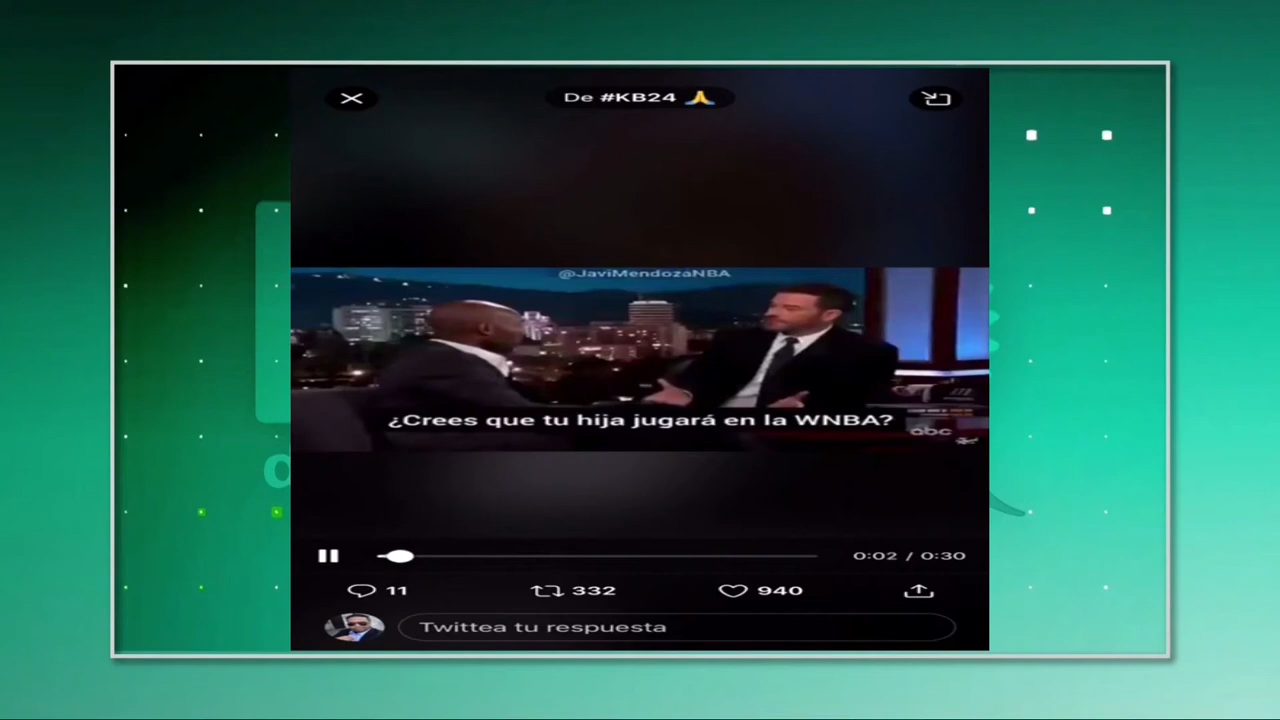 De #KB24 🙏
@JaviMendozaNBA
¿Crees que tu hija jugará en la WNBA?
abc
0:02 / 0:30
11
332
940
Twittea tu respuesta